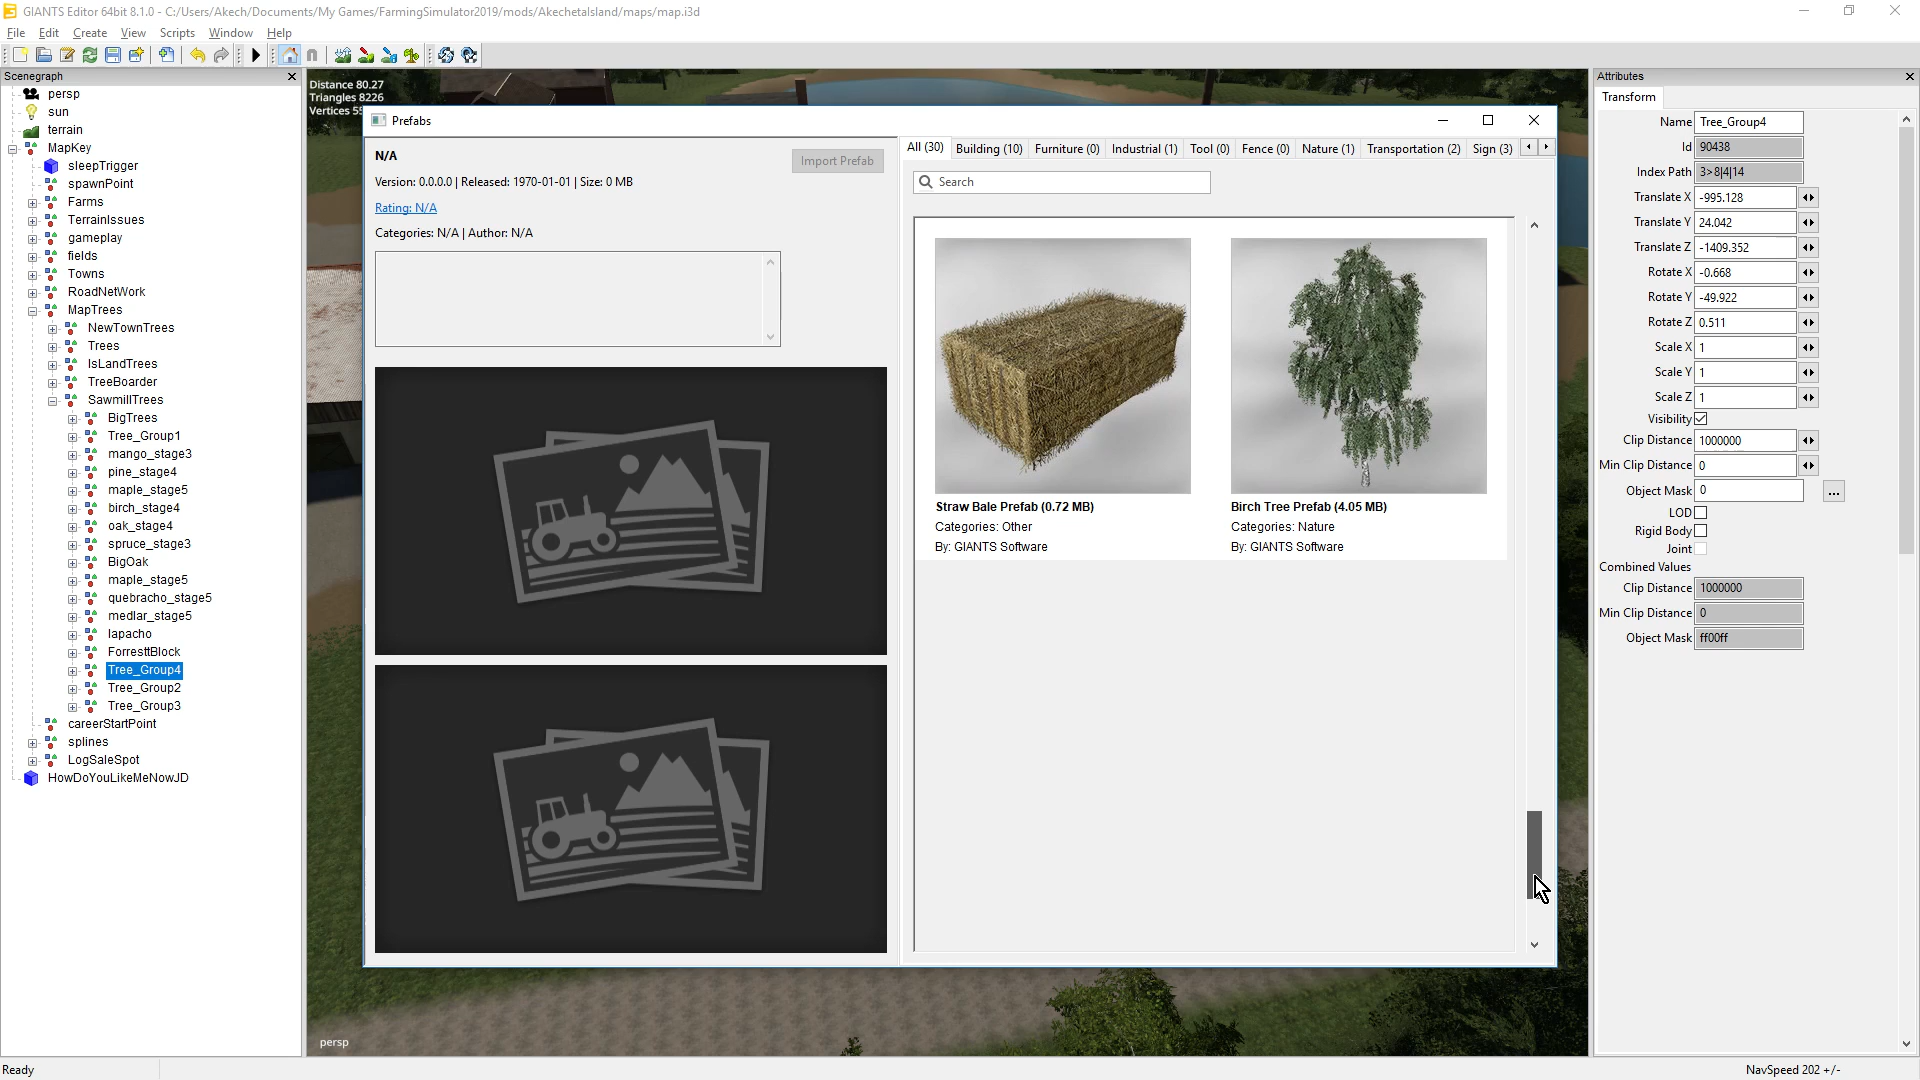 GIANTS Editor 64bit 8.1.0 - C:/Users/Akech/Documents/My Games/FarmingSimulator2019/mods/AkechetaIsland/maps/map.i3d
File Edit Create View Scripts Window Help
Scenegraph
persp
sun
terrain
MapKey
sleepTrigger
spawnPoint
Farms
TerrainIssues
gameplay
fields
Towns
RoadNetWork
MapTrees
NewTownTrees
Trees
IsLandTrees
TreeBoarder
SawmillTrees
BigTrees
Tree_Group1
mango_stage3
pine_stage4
maple_stage5
birch_stage4
oak_stage4
spruce_stage3
BigOak
maple_stage5
quebracho_stage5
medlar_stage5
lapacho
ForresttBlock
Tree_Group4
Tree_Group2
Tree_Group3
careerStartPoint
splines
LogSaleSpot
HowDoYouLikeMeNowJD
Distance 80.27
Triangles 8226
Vertices 55
Prefabs
N/A
Import Prefab
Version: 0.0.0.0 | Released: 1970-01-01 | Size: 0 MB
Rating: N/A
Categories: N/A | Author: N/A
All (30) Building (10) Furniture (0) Industrial (1) Tool (0) Fence (0) Nature (1) Transportation (2) Sign (3)
Search
Straw Bale Prefab (0.72 MB)
Categories: Other
By: GIANTS Software
Birch Tree Prefab (4.05 MB)
Categories: Nature
By: GIANTS Software
persp
Attributes
Transform
Name Tree_Group4
Id 90438
Index Path 3>8|4|14
Translate X -995.128
Translate Y 24.042
Translate Z -1409.352
Rotate X -0.668
Rotate Y -49.922
Rotate Z 0.511
Scale X 1
Scale Y 1
Scale Z 1
Visibility
Clip Distance 1000000
Min Clip Distance 0
Object Mask 0 ...
LOD
Rigid Body
Joint
Combined Values
Clip Distance 1000000
Min Clip Distance 0
Object Mask ff00ff
Ready
NavSpeed 202 +/-